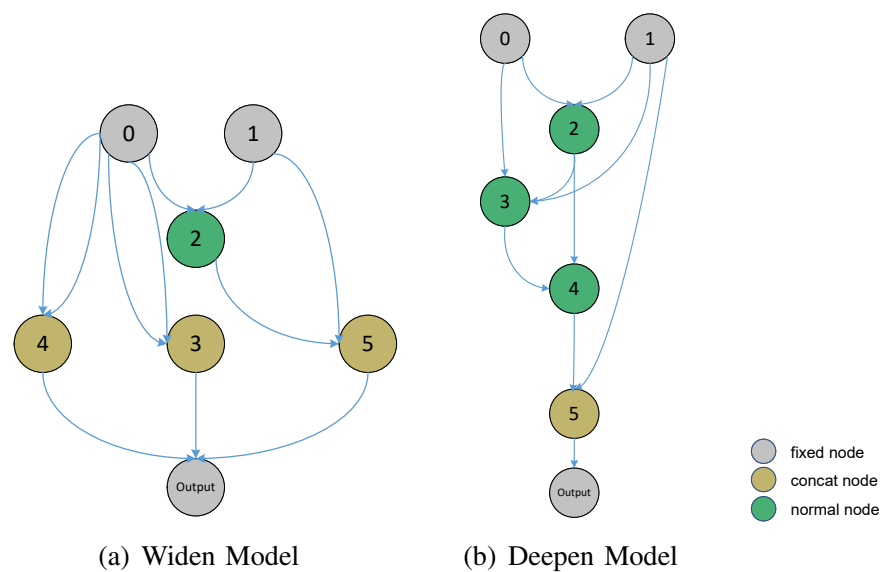 0
1
2
4
3
5
Output
(a) Widen Model
0
1
2
3
4
5
Output
(b) Deepen Model
fixed node
concat node
normal node